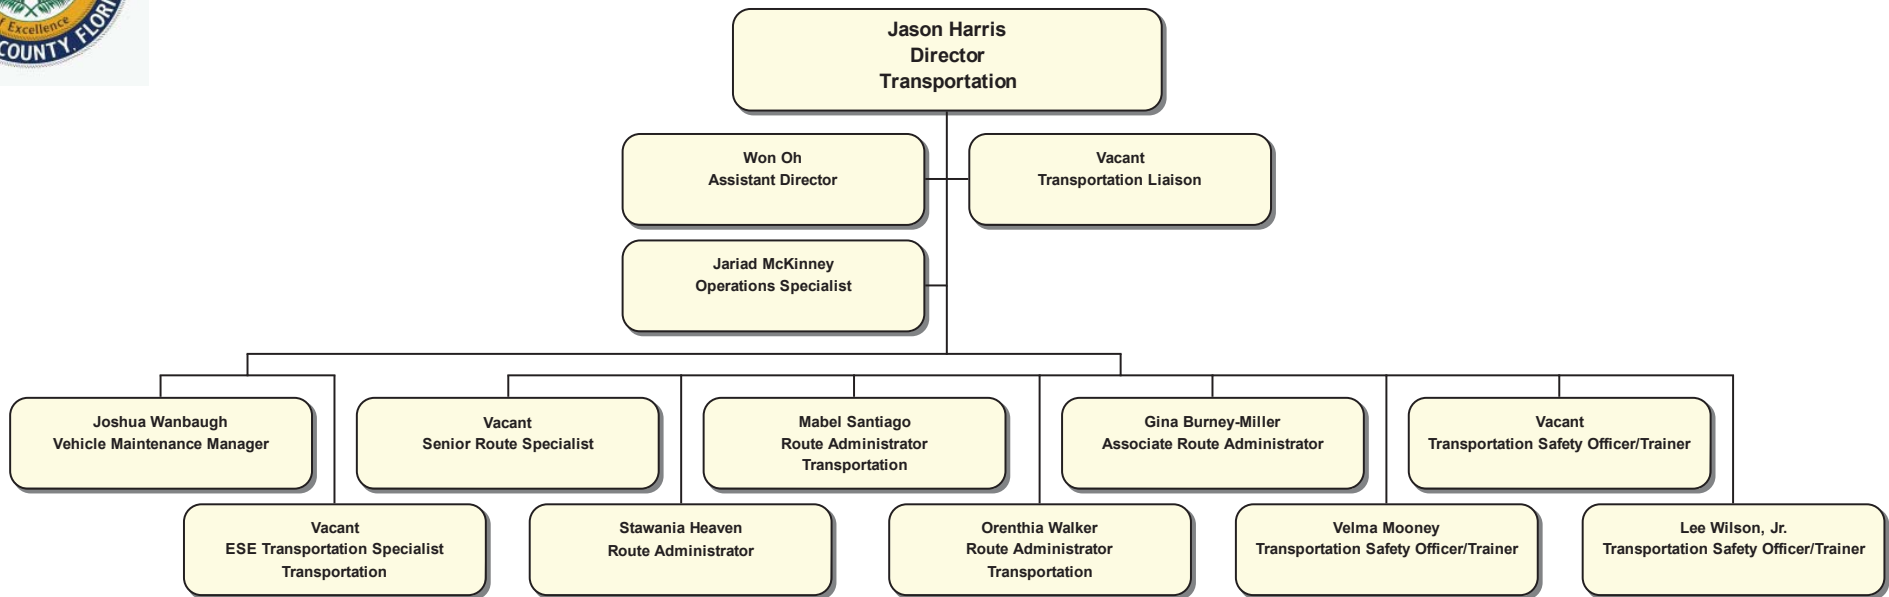 of Excellence
COUNTY, FLORI
Jason Harris
Director
Transportation
Won Oh
Assistant Director
Vacant
Transportation Liaison
Jariad McKinney
Operations Specialist
Joshua Wanbaugh
Vehicle Maintenance Manager
Vacant
Senior Route Specialist
Mabel Santiago
Route Administrator
Transportation
Gina Burney-Miller
Associate Route Administrator
Vacant
Transportation Safety Officer/Trainer
Vacant
ESE Transportation Specialist
Transportation
Stawania Heaven
Route Administrator
Orenthia Walker
Route Administrator
Transportation
Velma Mooney
Transportation Safety Officer/Trainer
Lee Wilson, Jr.
Transportation Safety Officer/Trainer